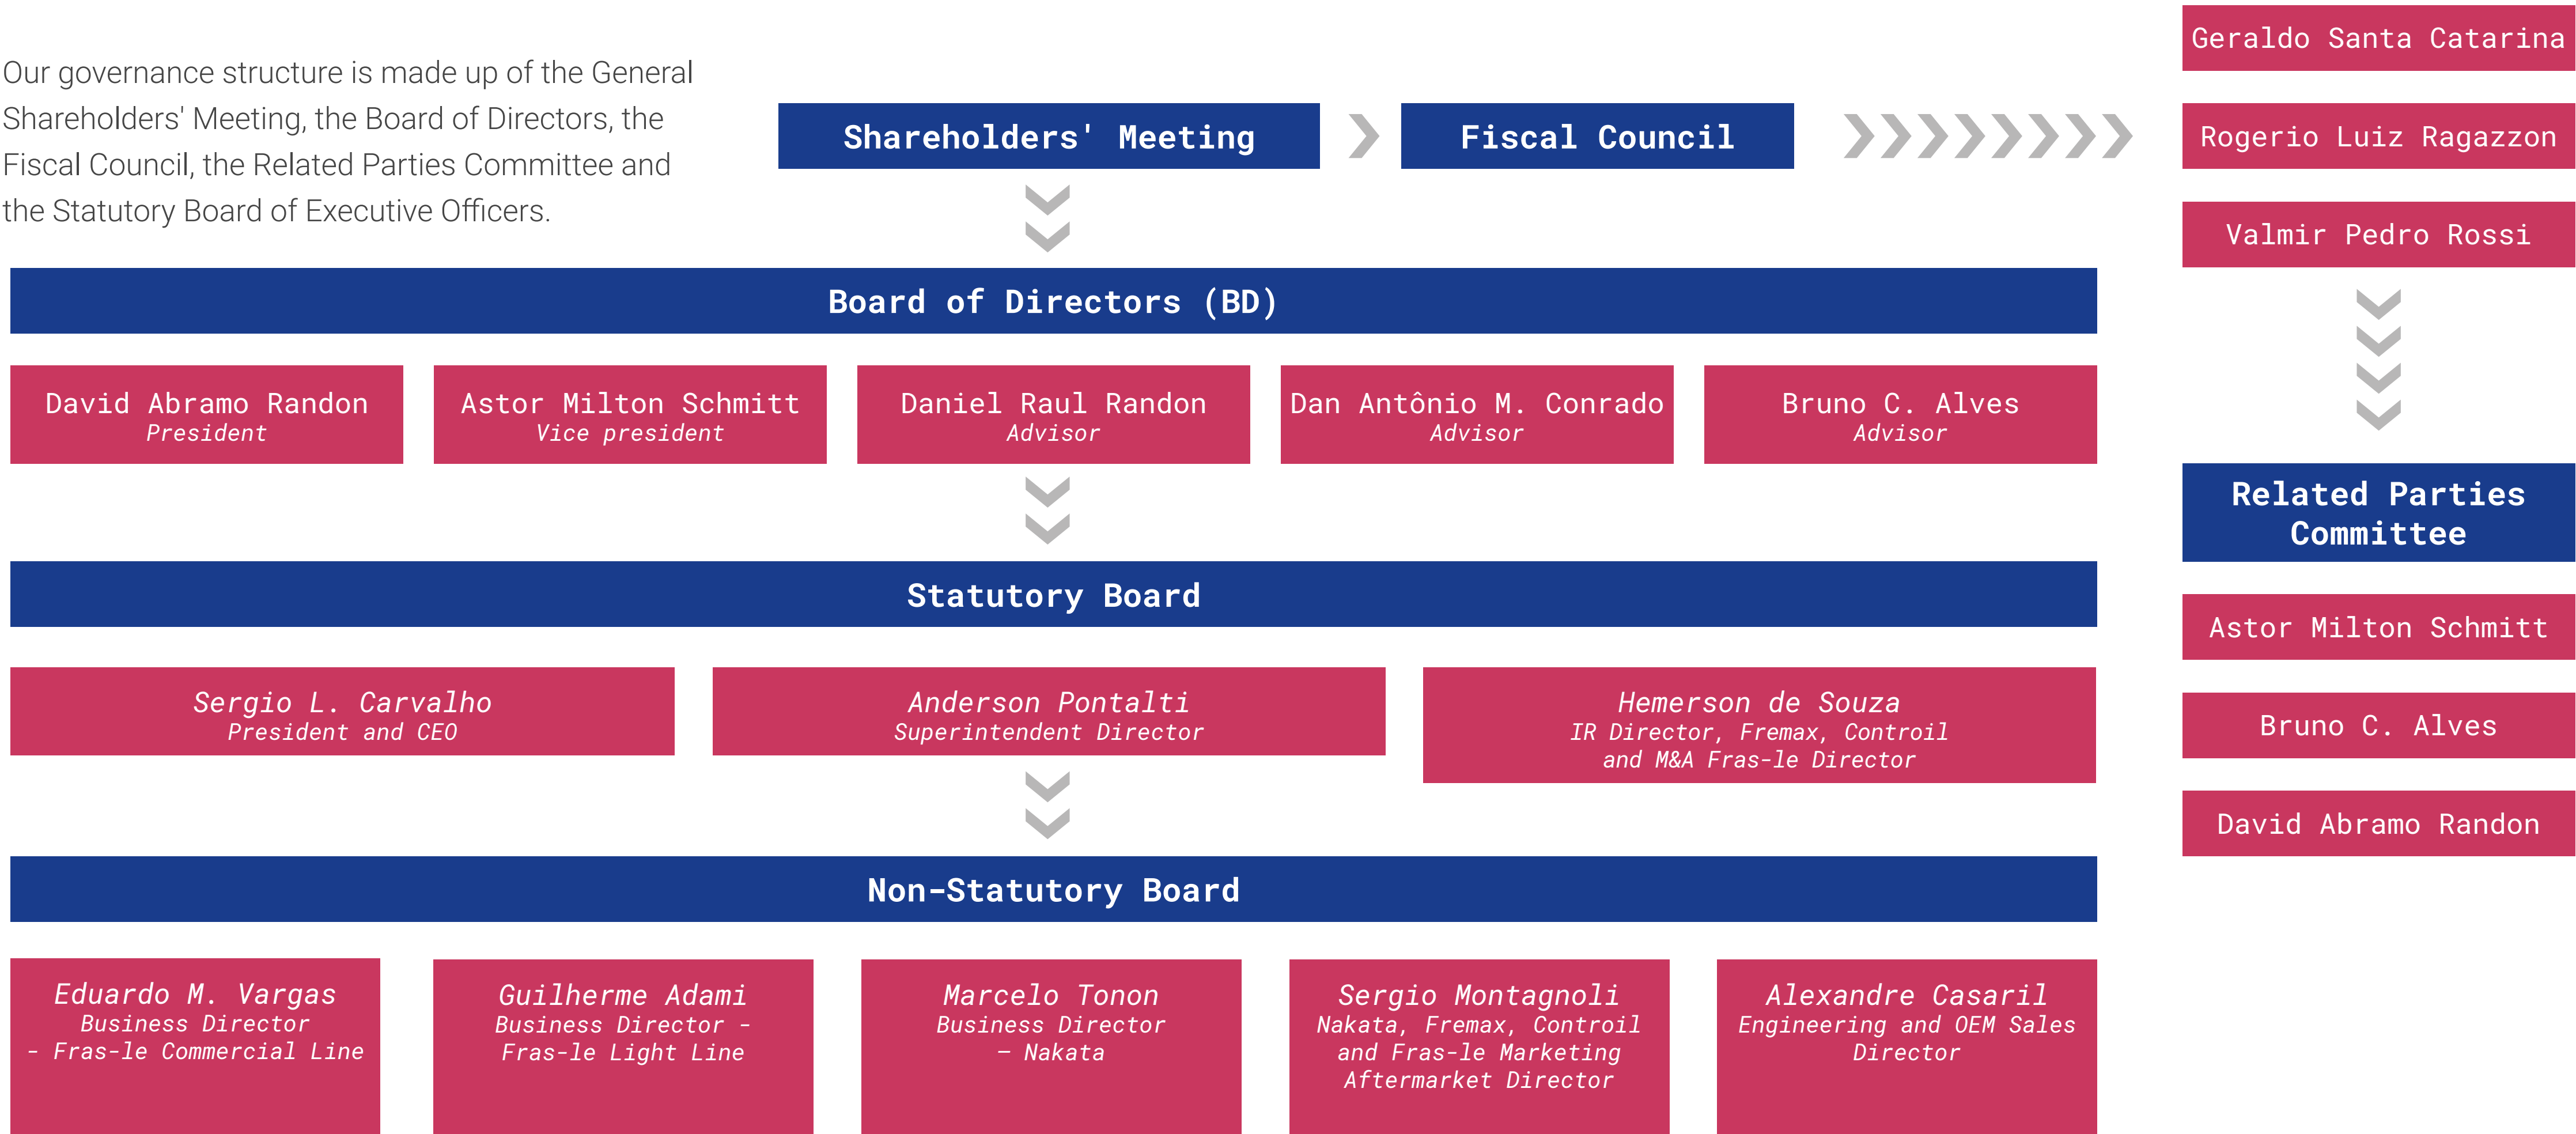 Our governance structure is made up of the General
Shareholders' Meeting, the Board of Directors, the
Fiscal Council, the Related Parties Committee and
the Statutory Board of Executive Officers.
Shareholders' Meeting
Fiscal Council
Geraldo Santa Catarina
Rogerio Luiz Ragazzon
Valmir Pedro Rossi
Board of Directors (BD)
David Abramo Randon
President
Astor Milton Schmitt
Vice president
Daniel Raul Randon
Advisor
Dan Antônio M. Conrado
Advisor
Bruno C. Alves
Advisor
Related Parties
Committee
Astor Milton Schmitt
Bruno C. Alves
David Abramo Randon
Statutory Board
Sergio L. Carvalho
President and CEO
Anderson Pontalti
Superintendent Director
Hemerson de Souza
IR Director, Fremax, Controil
and M&A Fras-le Director
Non-Statutory Board
Eduardo M. Vargas
Business Director
- Fras-le Commercial Line
Guilherme Adami
Business Director -
Fras-le Light Line
Marcelo Tonon
Business Director
– Nakata
Sergio Montagnoli
Nakata, Fremax, Controil
and Fras-le Marketing
Aftermarket Director
Alexandre Casaril
Engineering and OEM Sales
Director